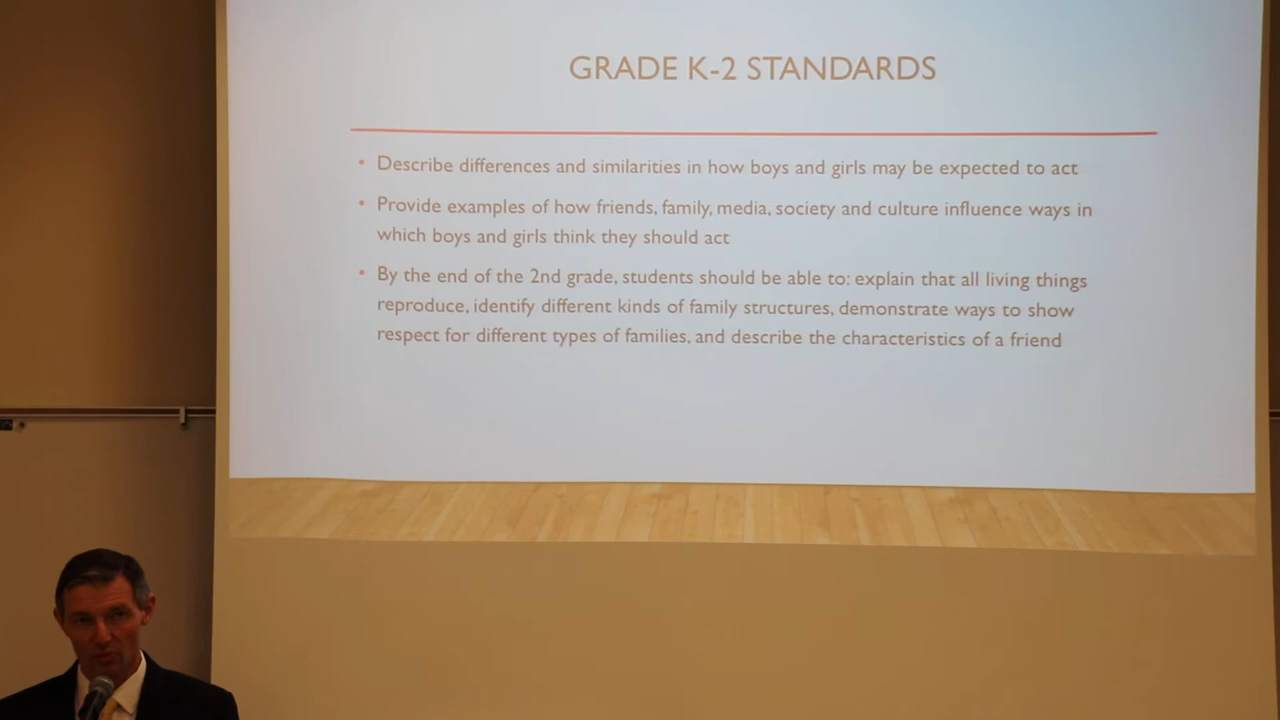 GRADE K-2 STANDARDS
• Describe differences and similarities in how boys and girls may be expected to act
• Provide examples of how friends, family, media, society and culture influence ways in
which boys and girls think they should act
• By the end of the 2nd grade, students should be able to: explain that all living things
reproduce, identify different kinds of family structures, demonstrate ways to show
respect for different types of families, and describe the characteristics of a friend